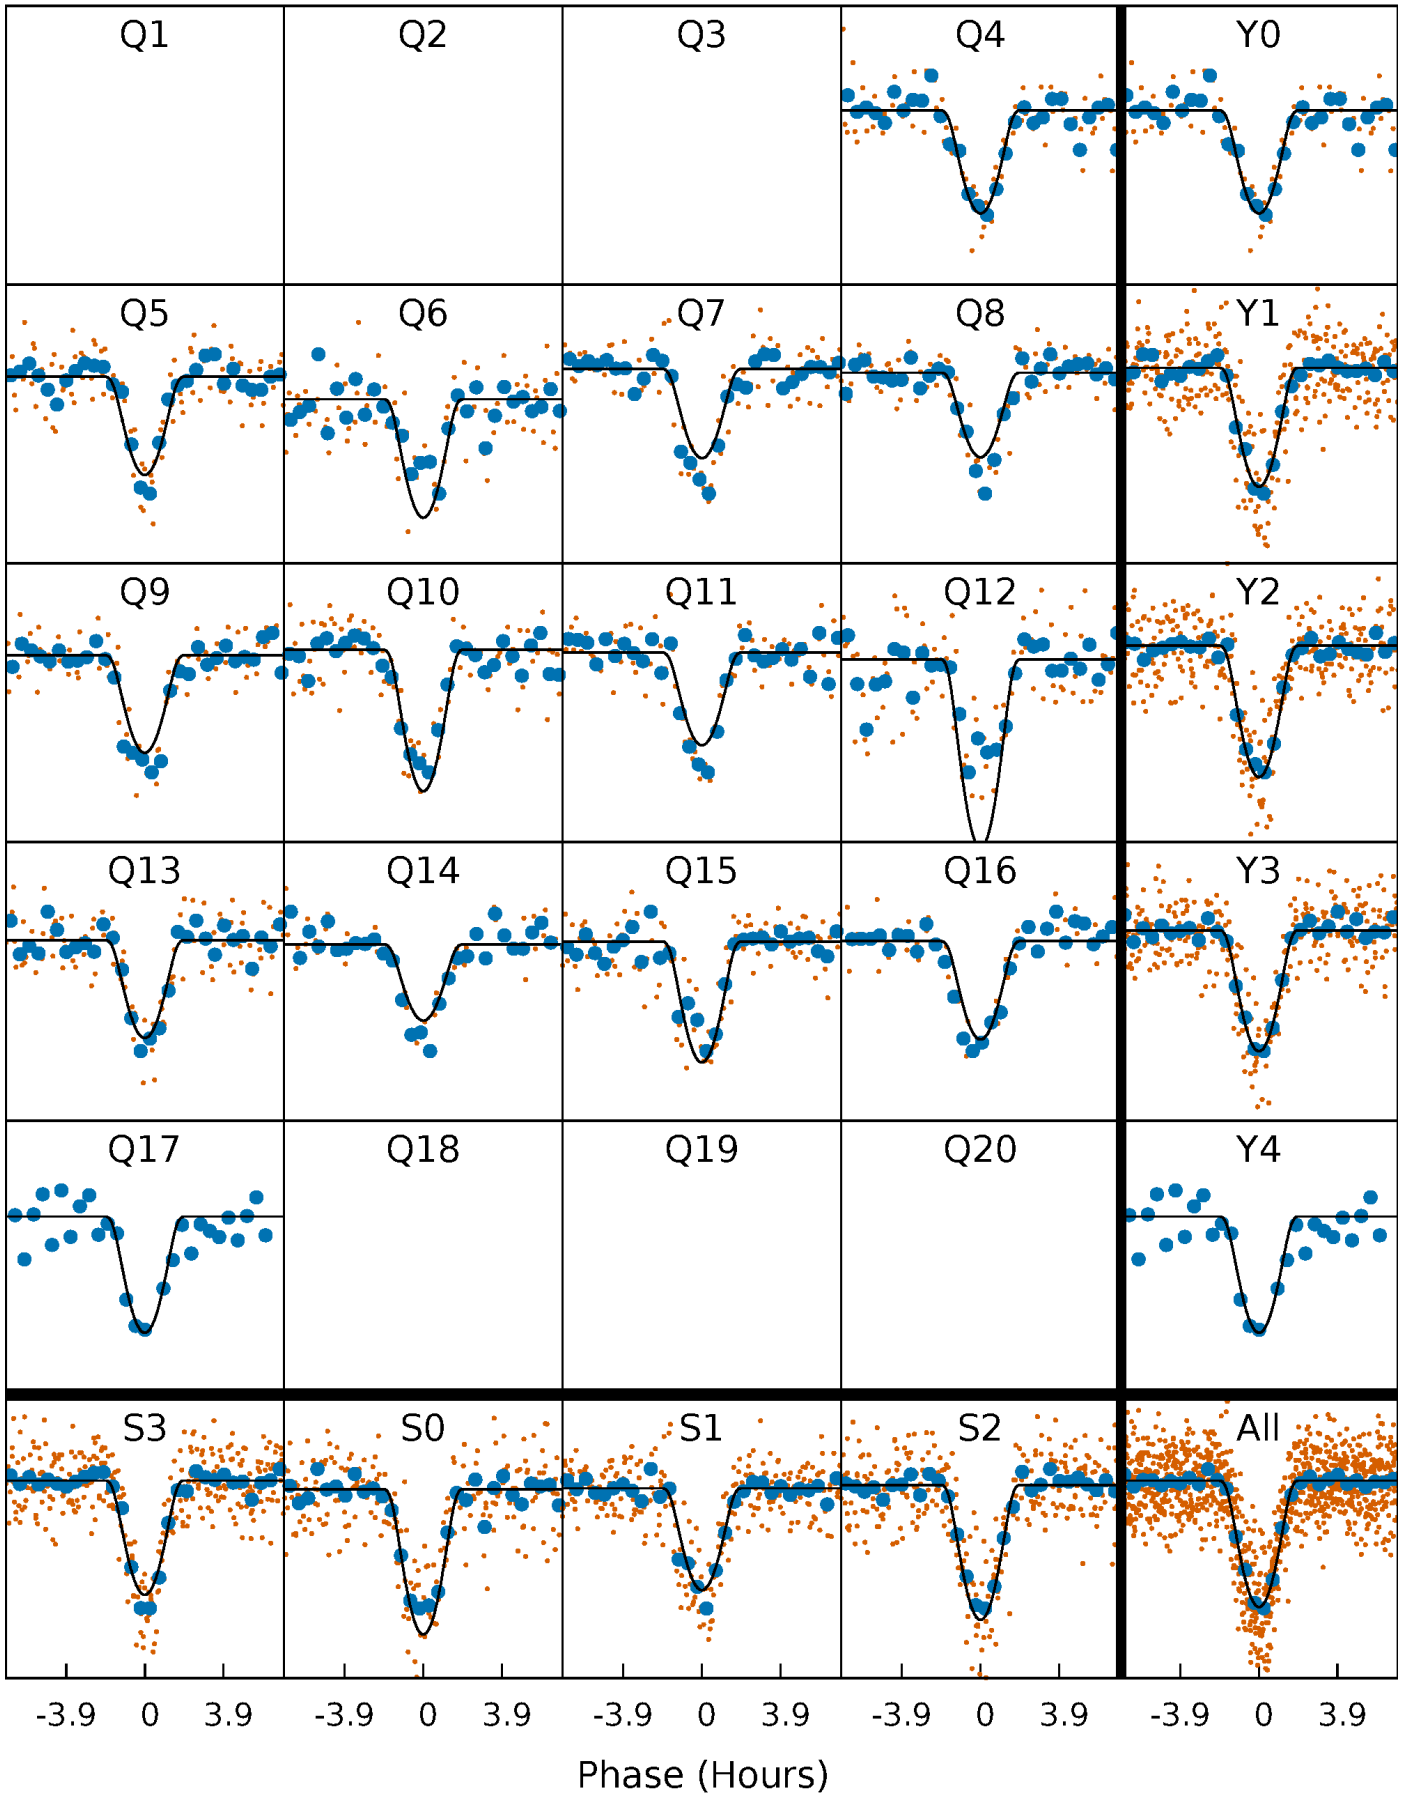 Q1 Q2 Q3 Q4 Y0
Q5 Q6 Q7 Q8 Y1
Q9 Q10 Q11 Q12 Y2
Q13 Q14 Q15 Q16 Y3
Q17 Q18 Q19 Q20 Y4
S3 S0 S1 S2 All
-3.9 0 3.9 -3.9 0 3.9 -3.9 0 3.9 -3.9 0 3.9 -3.9 0 3.9
Phase (Hours)